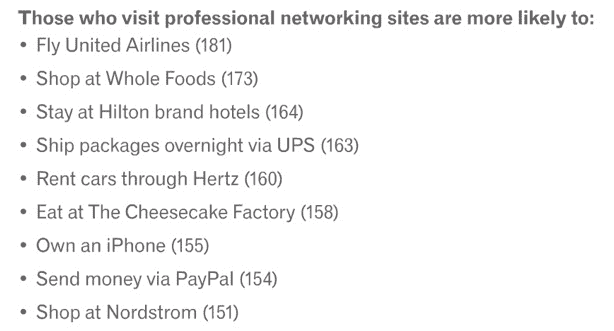 Those who visit professional networking sites are more likely to:
• Fly United Airlines (181)
• Shop at Whole Foods (173)
• Stay at Hilton brand hotels (164)
• Ship packages overnight via UPS (163)
• Rent cars through Hertz (160)
• Eat at The Cheesecake Factory (158)
• Own an iPhone (155)
• Send money via PayPal (154)
• Shop at Nordstrom (151)